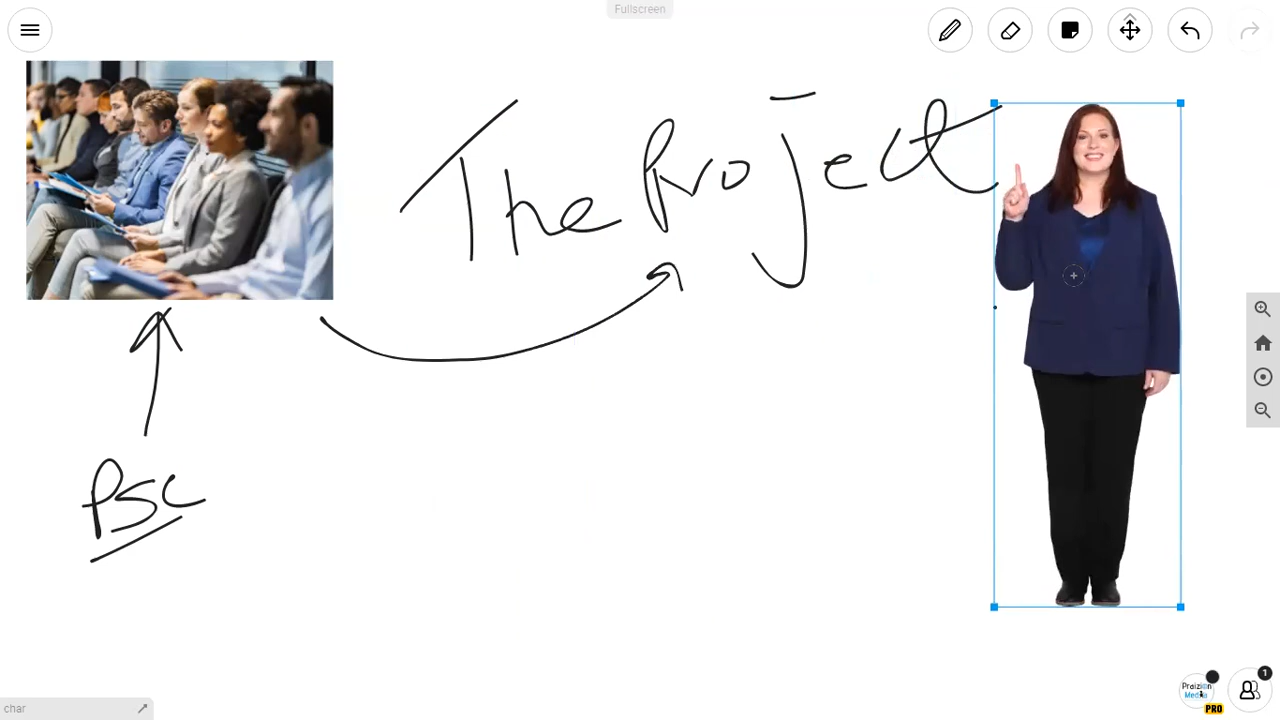 Fullscreen
The Project
PSC
1
char
Praizion
Media
PRO